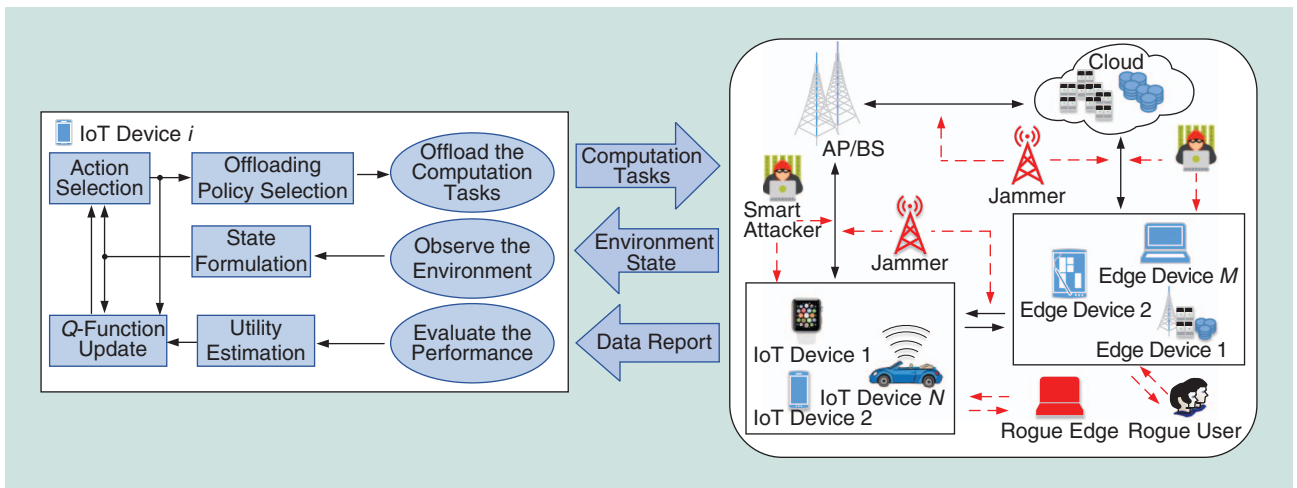 IoT Device i
Action
Selection
Offloading
Policy Selection
Offload the
Computation
Tasks
State
Formulation
Observe the
Environment
Q-Function
Update
Utility
Estimation
Evaluate the
Performance
Computation
Tasks
Environment
State
Data Report
Cloud
AP/BS
Smart
Attacker
Jammer
Jammer
IoT Device 1
IoT Device N
IoT Device 2
Edge Device M
Edge Device 2
Edge Device 1
Rogue Edge
Rogue User